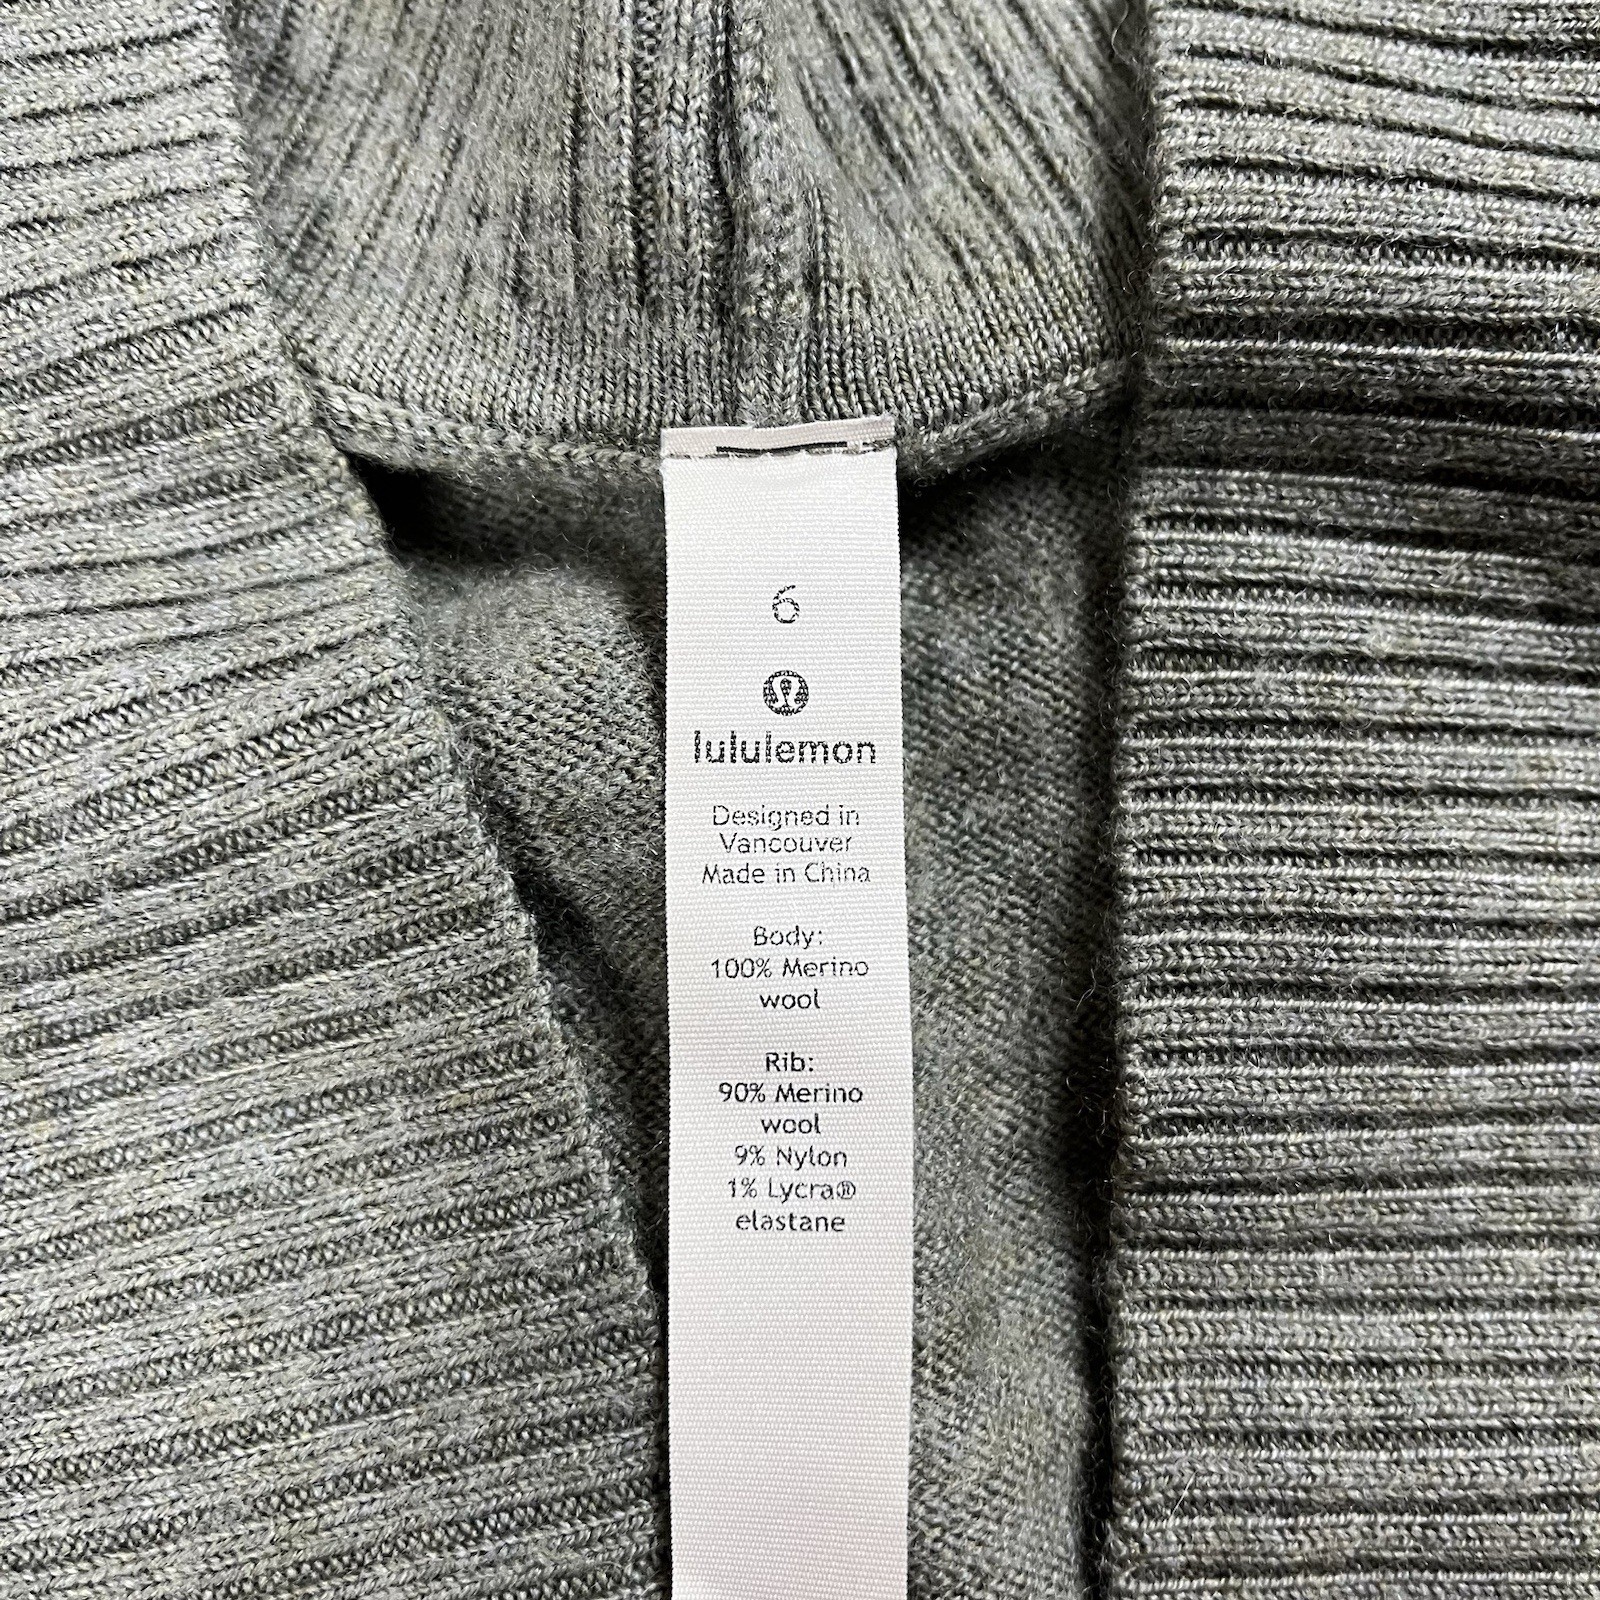 6
lululemon
Designed in
Vancouver
Made in China
Body:
100% Merino
wool
Rib:
90% Merino
wool
9% Nylon
1% Lycra®
elastane